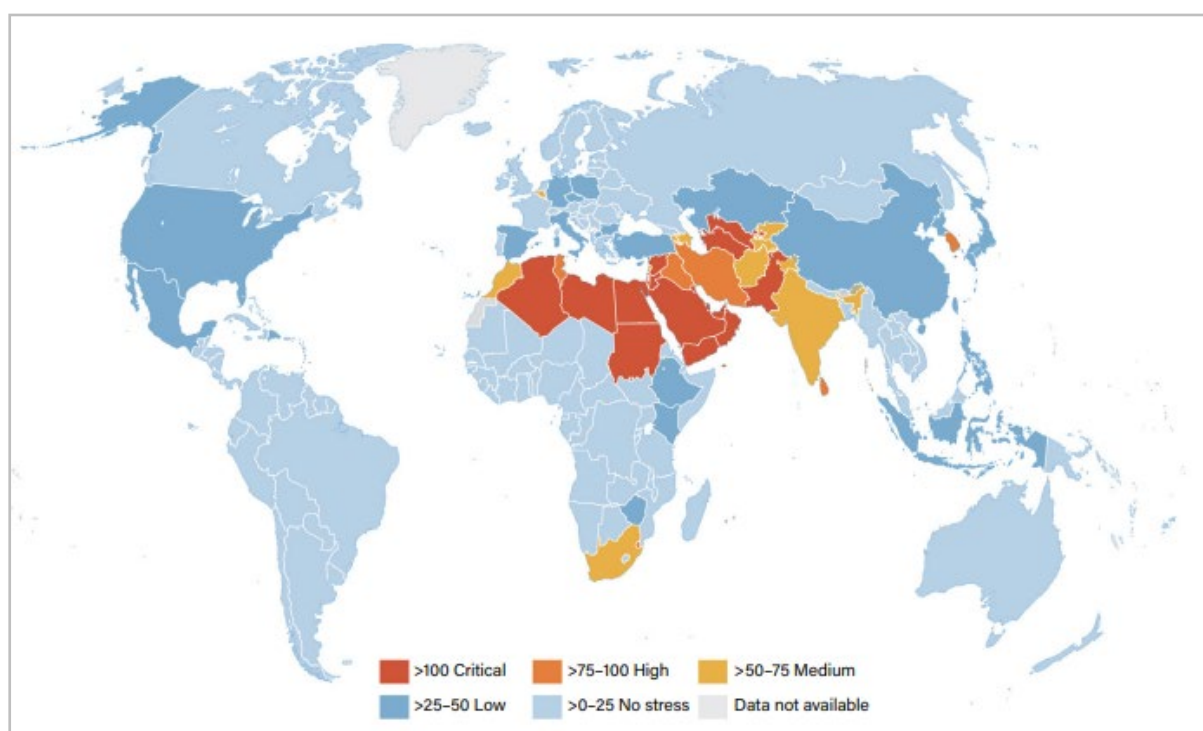 >100 Critical >75–100 High >50–75 Medium
>25–50 Low >0–25 No stress Data not available